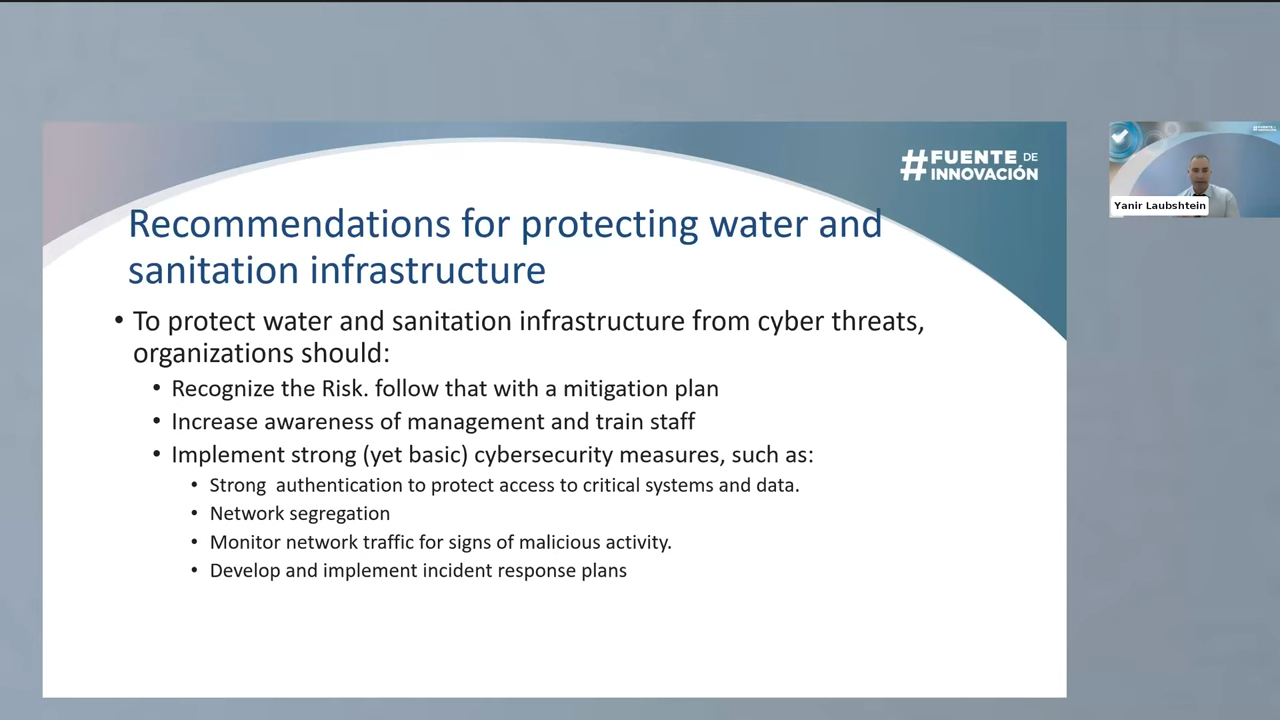 #FUENTE DE
INNOVACIÓN
Recommendations for protecting water and
sanitation infrastructure
• To protect water and sanitation infrastructure from cyber threats,
organizations should:
• Recognize the Risk. follow that with a mitigation plan
• Increase awareness of management and train staff
• Implement strong (yet basic) cybersecurity measures, such as:
• Strong  authentication to protect access to critical systems and data.
• Network segregation
• Monitor network traffic for signs of malicious activity.
• Develop and implement incident response plans
Yanir Laubshtein